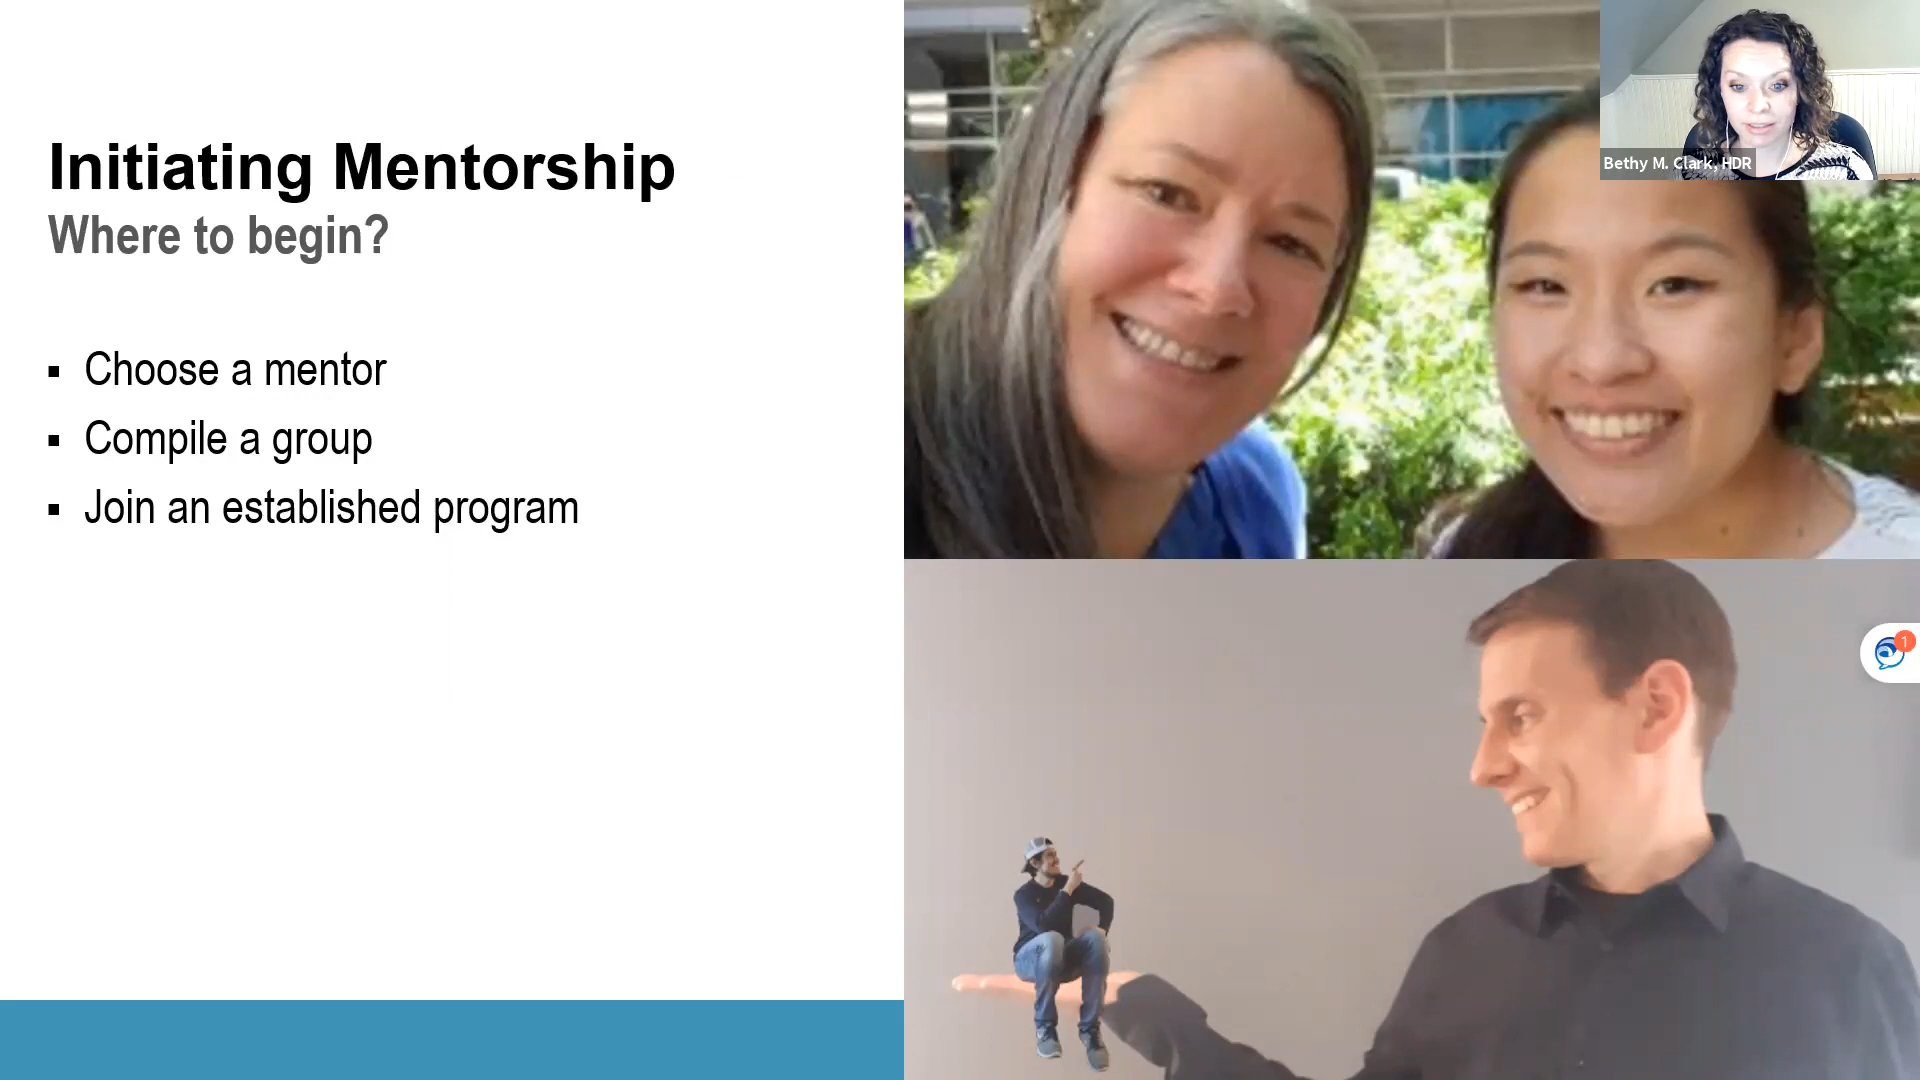 Initiating Mentorship
Where to begin?
▪ Choose a mentor
▪ Compile a group
▪ Join an established program
Bethy M. Clark, HDR
1